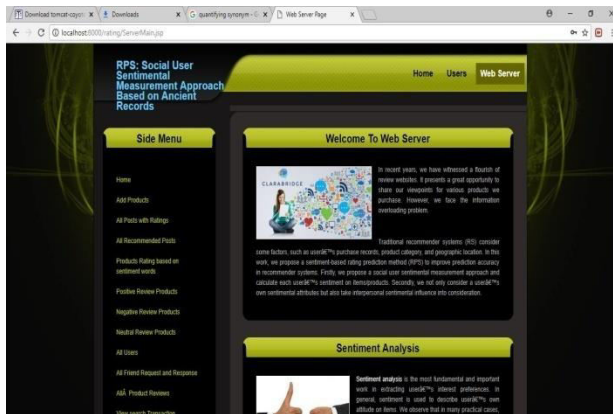 Download tomcat-coyot
Downloads
quantifying synonym - G
Web Server Page
localhost:8000/rating/ServerMain.jsp
RPS: Social User
Sentimental
Measurement Approach
Based on Ancient
Records
Home Users Web Server
Side Menu
Home
Add Products
All Posts with Ratings
All Recommended Posts
Products Rating based on
sentiment words
Positive Review Products
Negative Review Products
Neutral Review Products
All Users
All Friend Request and Response
AllÂ Product Reviews
View search Transaction
Welcome To Web Server
CLARABRIDGE
In recent years, we have witnessed a flourish of
review websites. It presents a great opportunity to
share our viewpoints for various products we
purchase. However, we face the information
overloading problem.
Traditional recommender systems (RS) consider
some factors, such as userâ€™s purchase records, product category, and geographic location. In this
work, we propose a sentiment-based rating prediction method (RPS) to improve prediction accuracy
in recommender systems. Firstly, we propose a social user sentimental measurement approach and
calculate each userâ€™s sentiment on items/products. Secondly, we not only consider a userâ€™s
own sentimental attributes but also take interpersonal sentimental influence into consideration.
Sentiment Analysis
Sentiment analysis is the most fundamental and important
work in extracting userâ€™s interest preferences. In
general, sentiment is used to describe userâ€™s own
attitude on items. We observe that in many practical cases,